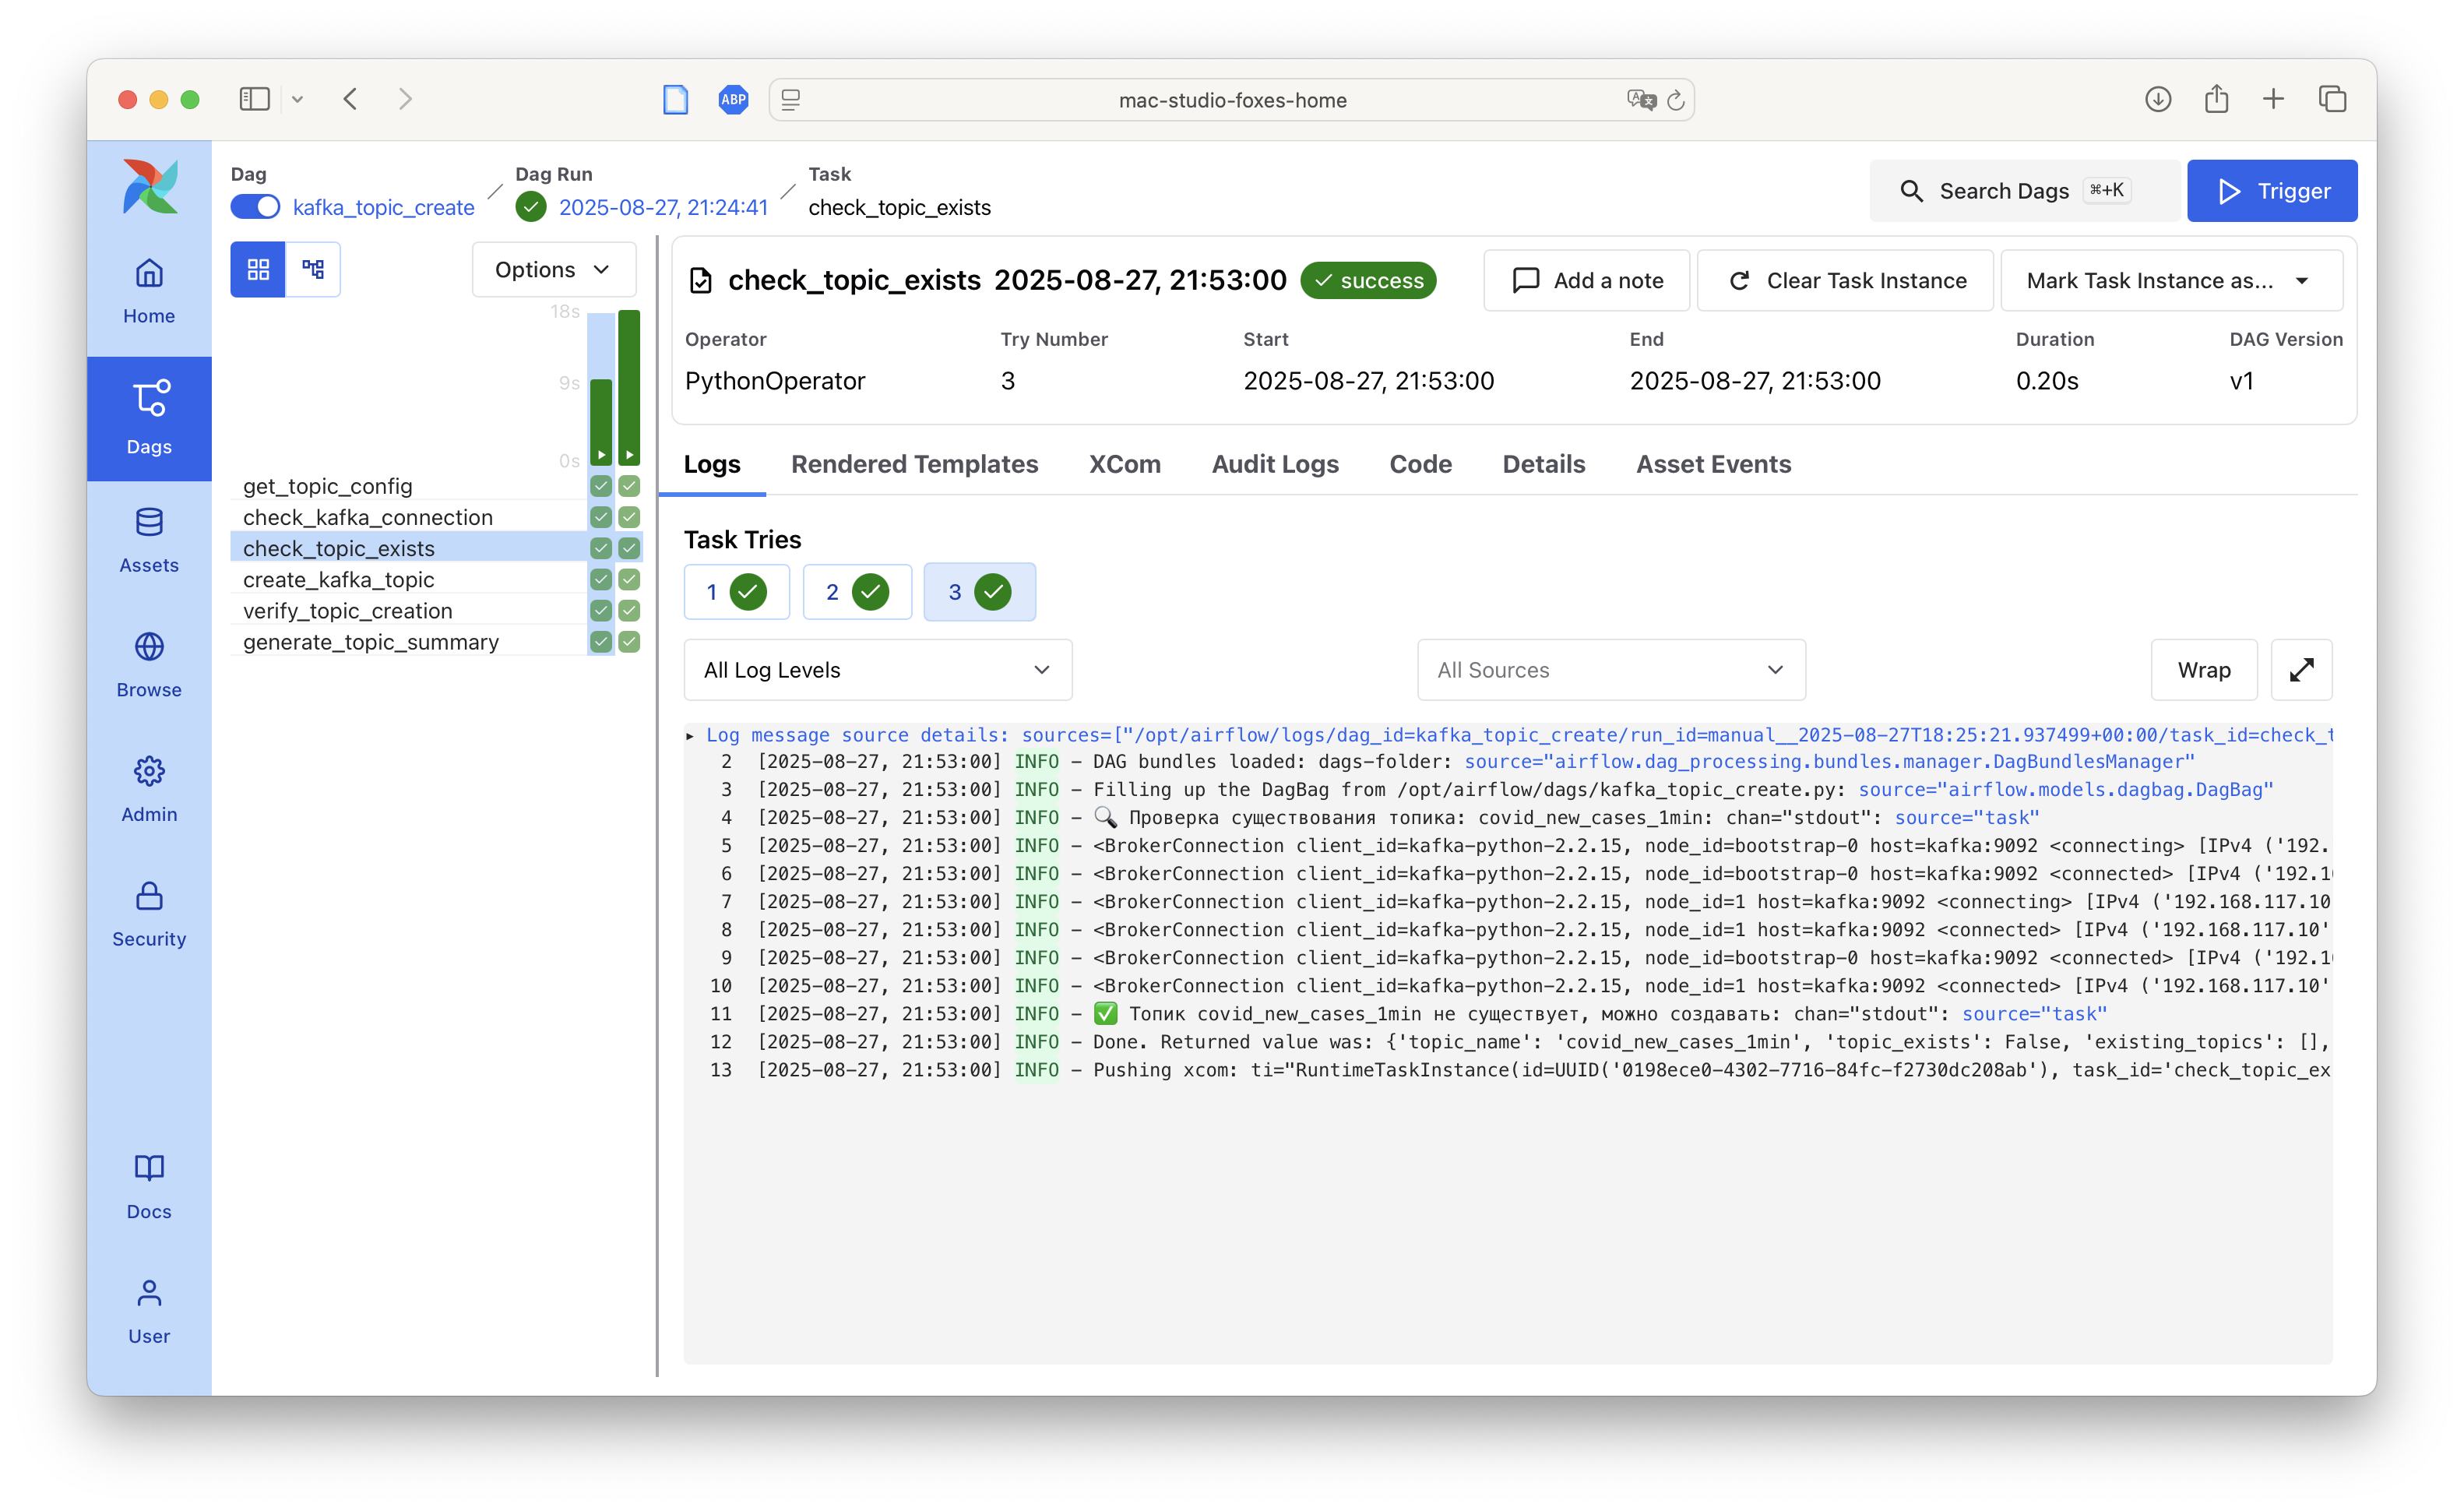 ABP
mac-studio-foxes-home
Dag
kafka_topic_create
Dag Run
2025-08-27, 21:24:41
Task
check_topic_exists
Search Dags ⌘+K
Trigger
Home
Dags
Assets
Browse
Admin
Security
Docs
User
Options
18s
9s
0s
get_topic_config
check_kafka_connection
check_topic_exists
create_kafka_topic
verify_topic_creation
generate_topic_summary
check_topic_exists 2025-08-27, 21:53:00 success
Add a note
Clear Task Instance
Mark Task Instance as...
Operator Try Number Start End Duration DAG Version
PythonOperator 3 2025-08-27, 21:53:00 2025-08-27, 21:53:00 0.20s v1
Logs Rendered Templates XCom Audit Logs Code Details Asset Events
Task Tries
1 2 3
All Log Levels All Sources Wrap
Log message source details: sources=["/opt/airflow/logs/dag_id=kafka_topic_create/run_id=manual__2025-08-27T18:25:21.937499+00:00/task_id=check_t
2 [2025-08-27, 21:53:00] INFO - DAG bundles loaded: dags-folder: source="airflow.dag_processing.bundles.manager.DagBundlesManager"
3 [2025-08-27, 21:53:00] INFO - Filling up the DagBag from /opt/airflow/dags/kafka_topic_create.py: source="airflow.models.dagbag.DagBag"
4 [2025-08-27, 21:53:00] INFO - 🔍 Проверка существования топика: covid_new_cases_1min: chan="stdout": source="task"
5 [2025-08-27, 21:53:00] INFO - <BrokerConnection client_id=kafka-python-2.2.15, node_id=bootstrap-0 host=kafka:9092 <connecting> [IPv4 ('192.
6 [2025-08-27, 21:53:00] INFO - <BrokerConnection client_id=kafka-python-2.2.15, node_id=bootstrap-0 host=kafka:9092 <connected> [IPv4 ('192.1
7 [2025-08-27, 21:53:00] INFO - <BrokerConnection client_id=kafka-python-2.2.15, node_id=1 host=kafka:9092 <connecting> [IPv4 ('192.168.117.10
8 [2025-08-27, 21:53:00] INFO - <BrokerConnection client_id=kafka-python-2.2.15, node_id=1 host=kafka:9092 <connected> [IPv4 ('192.168.117.10'
9 [2025-08-27, 21:53:00] INFO - <BrokerConnection client_id=kafka-python-2.2.15, node_id=bootstrap-0 host=kafka:9092 <connected> [IPv4 ('192.1
10 [2025-08-27, 21:53:00] INFO - <BrokerConnection client_id=kafka-python-2.2.15, node_id=1 host=kafka:9092 <connected> [IPv4 ('192.168.117.10'
11 [2025-08-27, 21:53:00] INFO - ✅ Топик covid_new_cases_1min не существует, можно создавать: chan="stdout": source="task"
12 [2025-08-27, 21:53:00] INFO - Done. Returned value was: {'topic_name': 'covid_new_cases_1min', 'topic_exists': False, 'existing_topics': [],
13 [2025-08-27, 21:53:00] INFO - Pushing xcom: ti="RuntimeTaskInstance(id=UUID('0198ece0-4302-7716-84fc-f2730dc208ab'), task_id='check_topic_ex